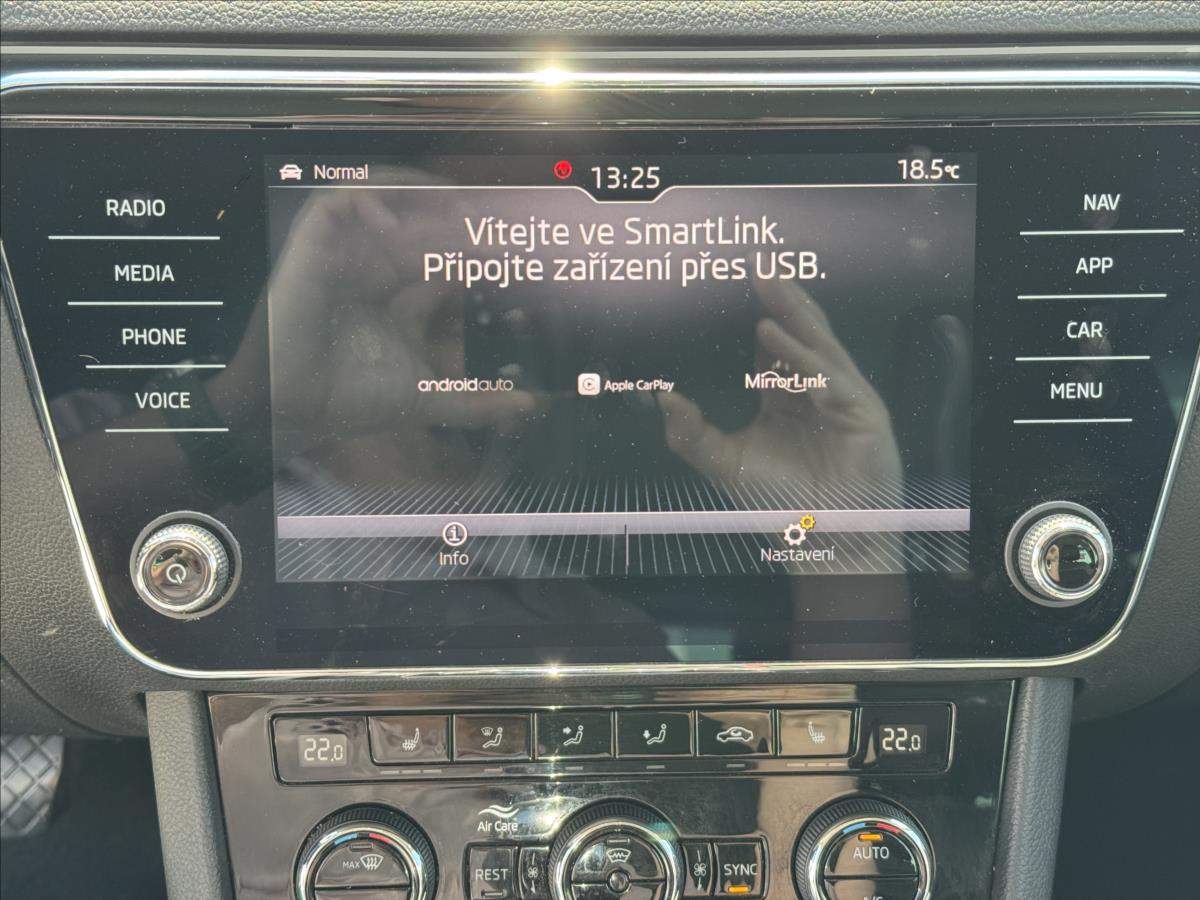 Normal 13:25 18.5°C
RADIO
MEDIA
PHONE
VOICE
Vítejte ve SmartLink.
Připojte zařízení přes USB.
androidauto Apple CarPlay MirrorLink
Info Nastavení
NAV
APP
CAR
MENU
22.0 22.0
Air Care
MAX REST SYNC AUTO